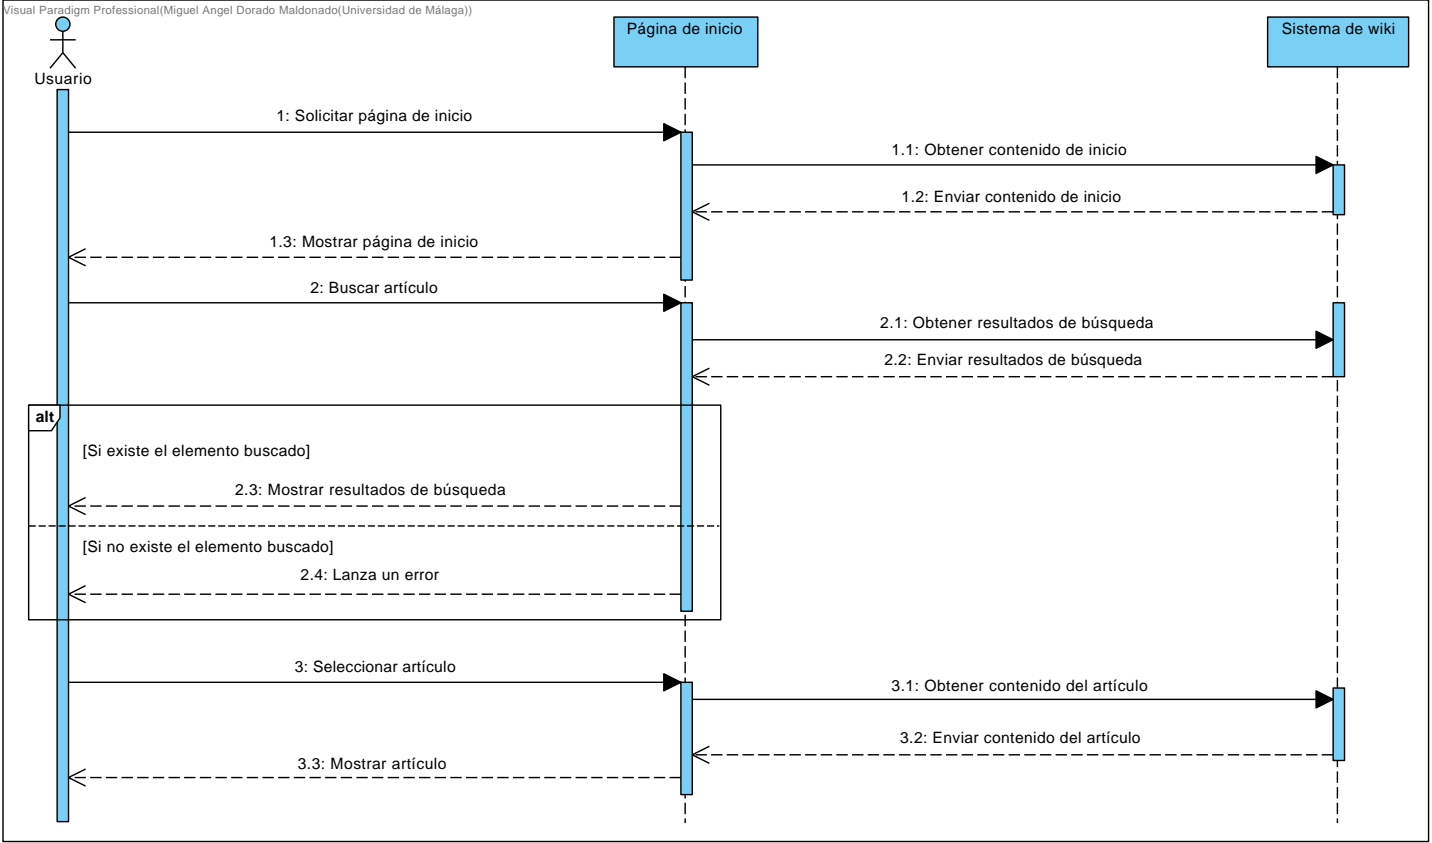 Visual Paradigm Professional(Miguel Angel Dorado Maldonado(Universidad de Málaga))
Usuario
Página de inicio
Sistema de wiki
1: Solicitar página de inicio
1.1: Obtener contenido de inicio
1.2: Enviar contenido de inicio
1.3: Mostrar página de inicio
2: Buscar artículo
2.1: Obtener resultados de búsqueda
2.2: Enviar resultados de búsqueda
alt
[Si existe el elemento buscado]
2.3: Mostrar resultados de búsqueda
[Si no existe el elemento buscado]
2.4: Lanza un error
3: Seleccionar artículo
3.1: Obtener contenido del artículo
3.2: Enviar contenido del artículo
3.3: Mostrar artículo